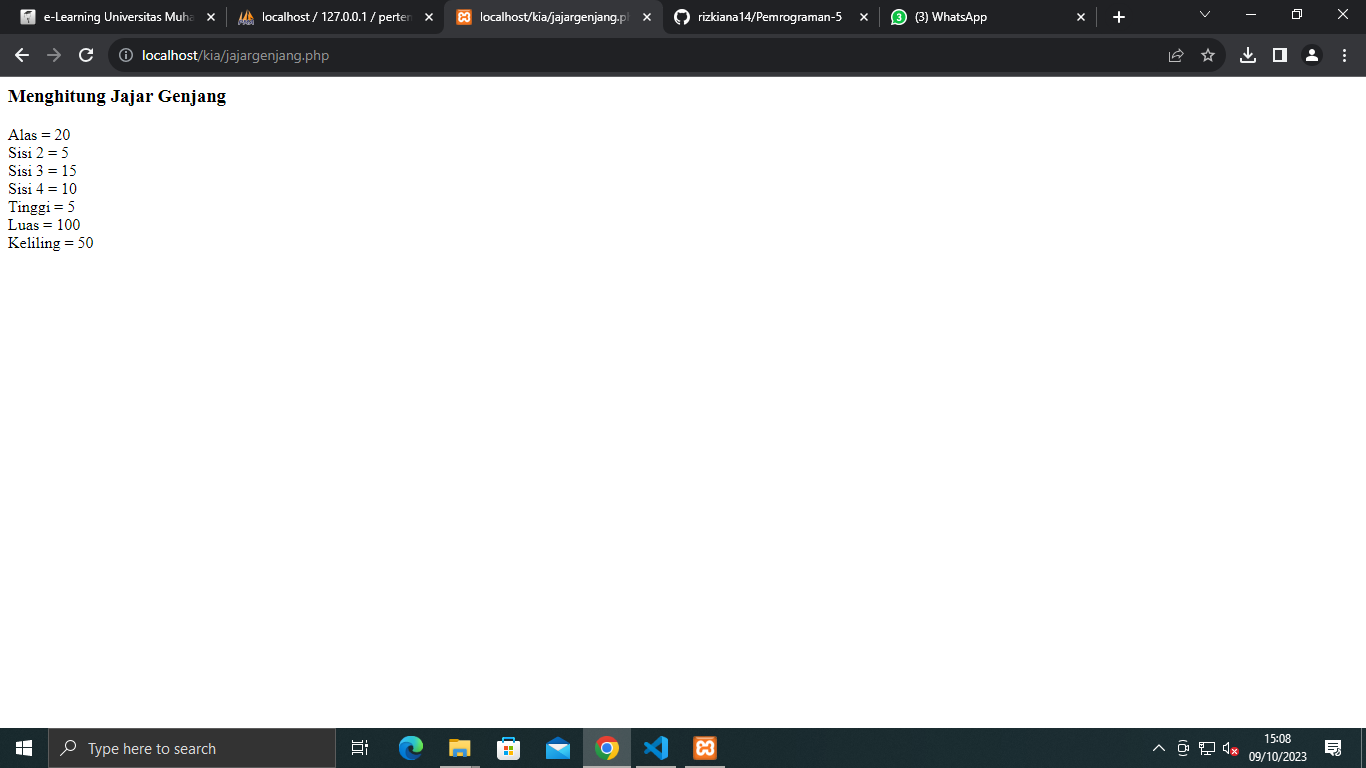 e-Learning Universitas Muha
localhost / 127.0.0.1 / perten
localhost/kia/jajargenjang.p
rizkiana14/Pemrograman-5
3
(3) WhatsApp
localhost/kia/jajargenjang.php
Menghitung Jajar Genjang
Alas = 20
Sisi 2 = 5
Sisi 3 = 15
Sisi 4 = 10
Tinggi = 5
Luas = 100
Keliling = 50
Type here to search
15:08
09/10/2023